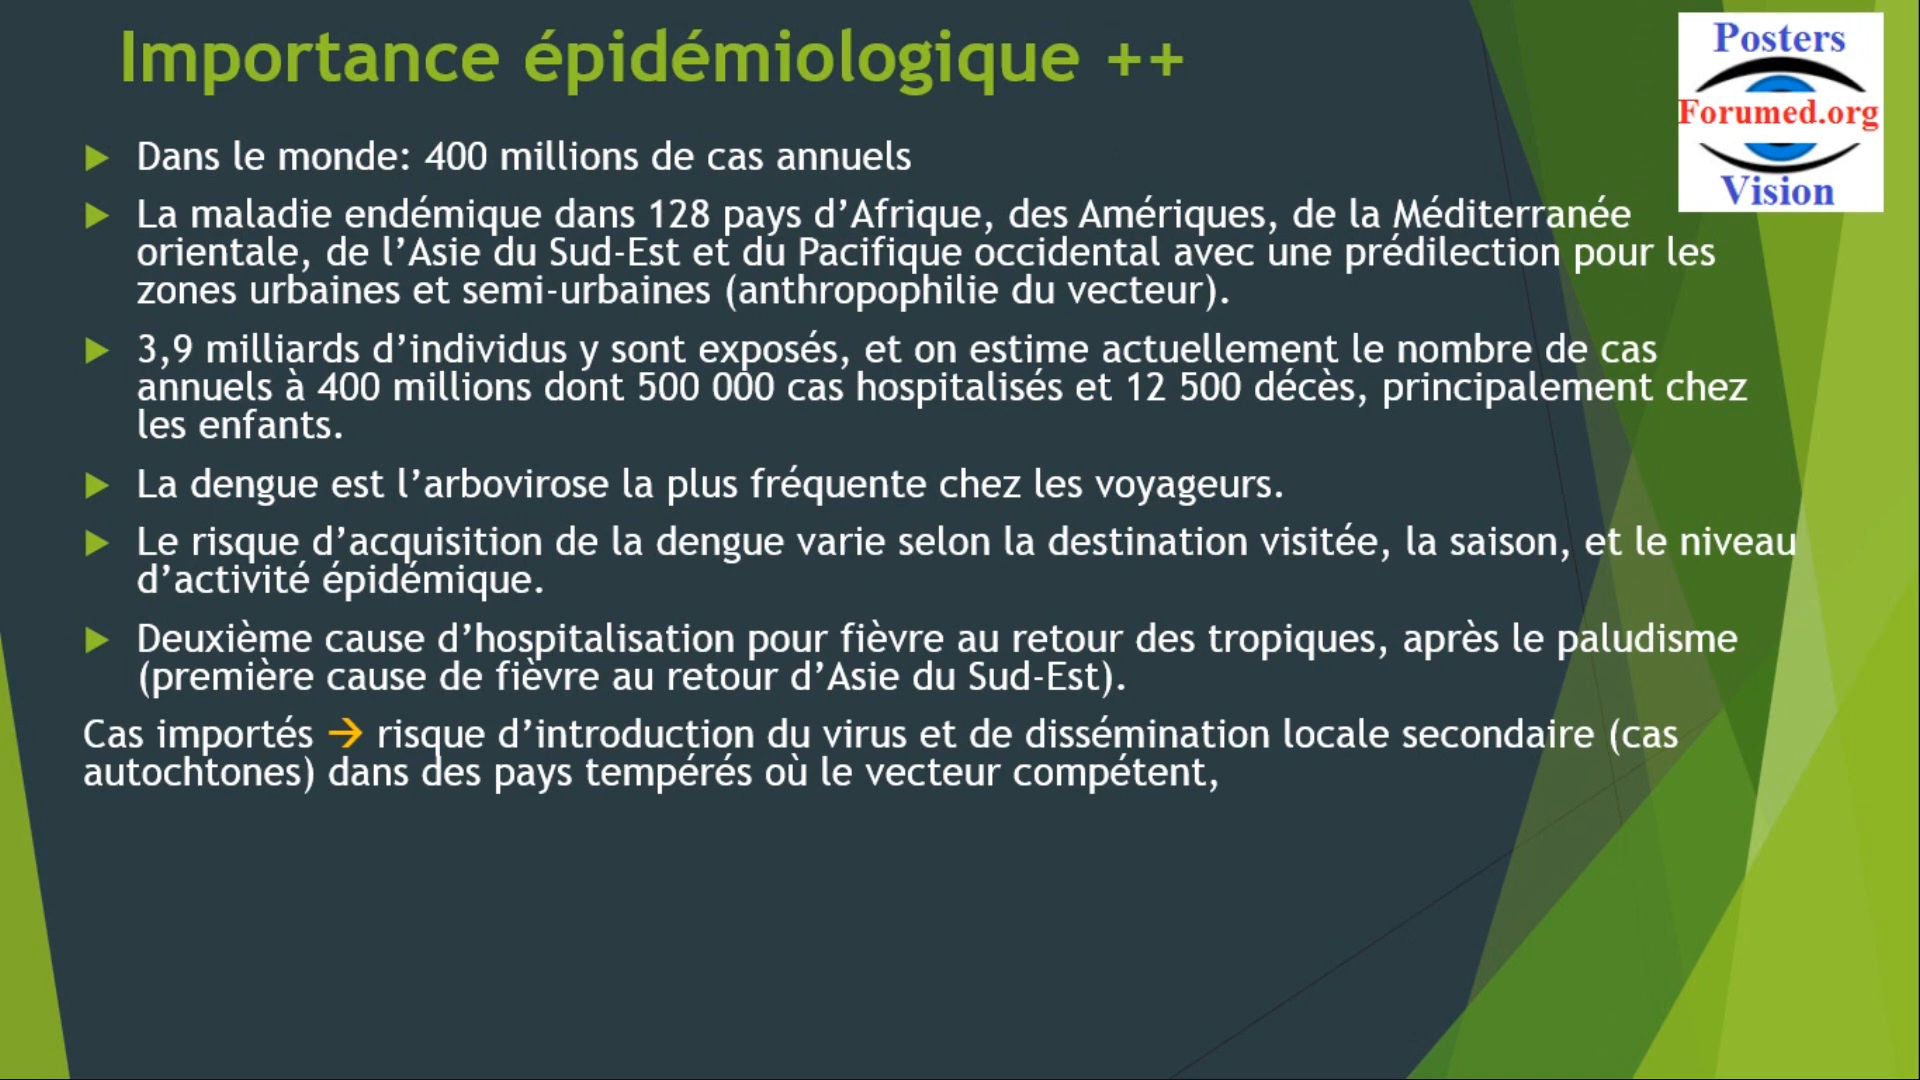 Importance épidémiologique ++
Posters
Forumed.org
Vision
Dans le monde: 400 millions de cas annuels
La maladie endémique dans 128 pays d’Afrique, des Amériques, de la Méditerranée
orientale, de l’Asie du Sud-Est et du Pacifique occidental avec une prédilection pour les
zones urbaines et semi-urbaines (anthropophilie du vecteur).
3,9 milliards d’individus y sont exposés, et on estime actuellement le nombre de cas
annuels à 400 millions dont 500 000 cas hospitalisés et 12 500 décès, principalement chez
les enfants.
La dengue est l’arbovirose la plus fréquente chez les voyageurs.
Le risque d’acquisition de la dengue varie selon la destination visitée, la saison, et le niveau
d’activité épidémique.
Deuxième cause d’hospitalisation pour fièvre au retour des tropiques, après le paludisme
(première cause de fièvre au retour d’Asie du Sud-Est).
Cas importés → risque d’introduction du virus et de dissémination locale secondaire (cas
autochtones) dans des pays tempérés où le vecteur compétent,